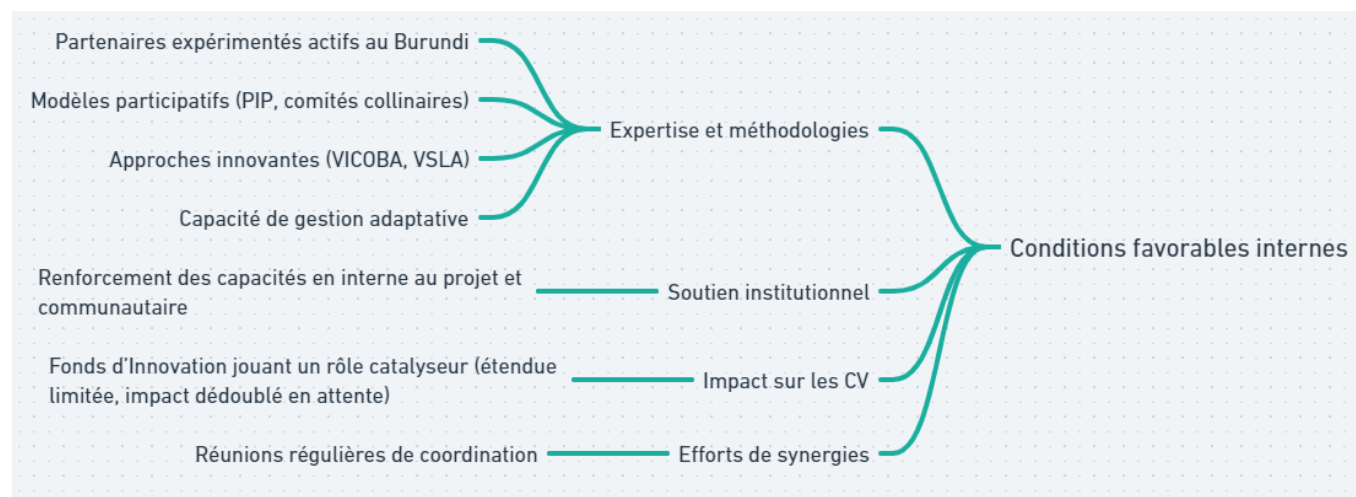 Partenaires expérimentés actifs au Burundi
Modèles participatifs (PIP, comités collinaires)
Expertise et méthodologies
Approches innovantes (VICOBA, VSLA)
Capacité de gestion adaptative
Conditions favorables internes
Renforcement des capacités en interne au projet et
communautaire
Soutien institutionnel
Fonds d'Innovation jouant un rôle catalyseur (étendue
limitée, impact dédoublé en attente)
Impact sur les CV
Réunions régulières de coordination
Efforts de synergies